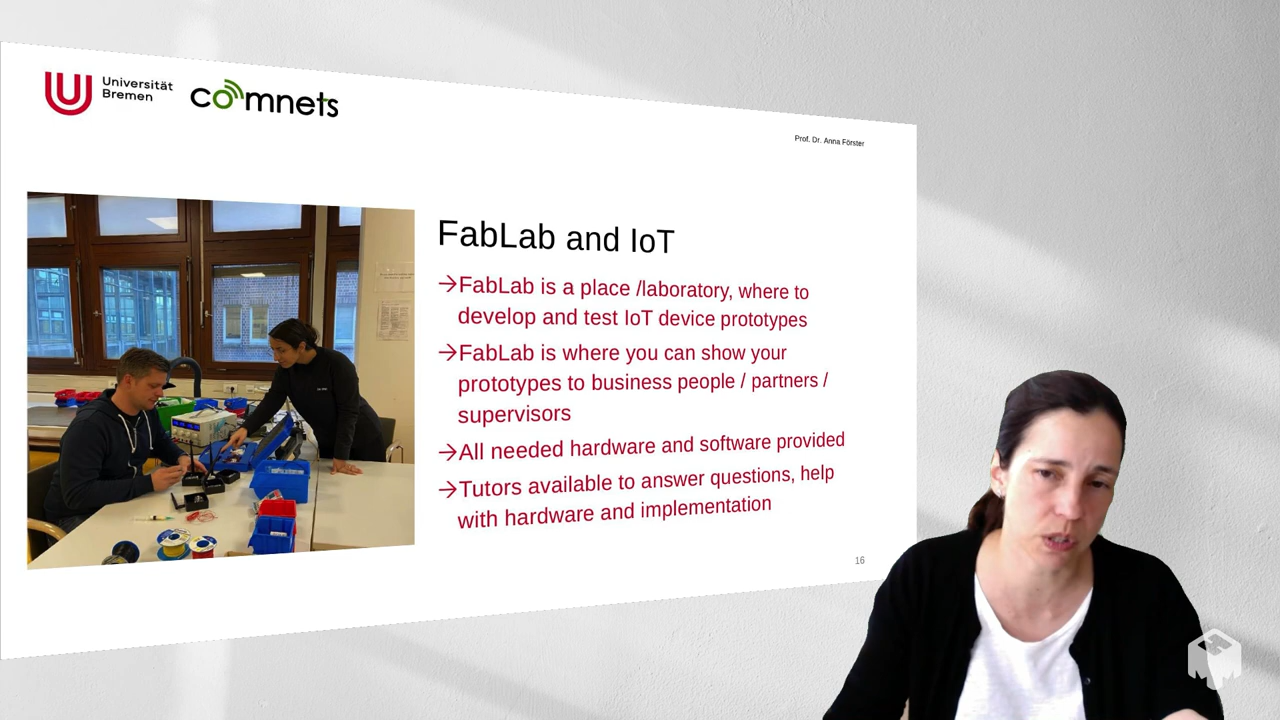 Universität
Bremen
comnets
Prof. Dr. Anna Förster
FabLab and IoT
→FabLab is a place /laboratory, where to
develop and test IoT device prototypes
→FabLab is where you can show your
prototypes to business people / partners /
supervisors
→All needed hardware and software provided
→Tutors available to answer questions, help
with hardware and implementation
16